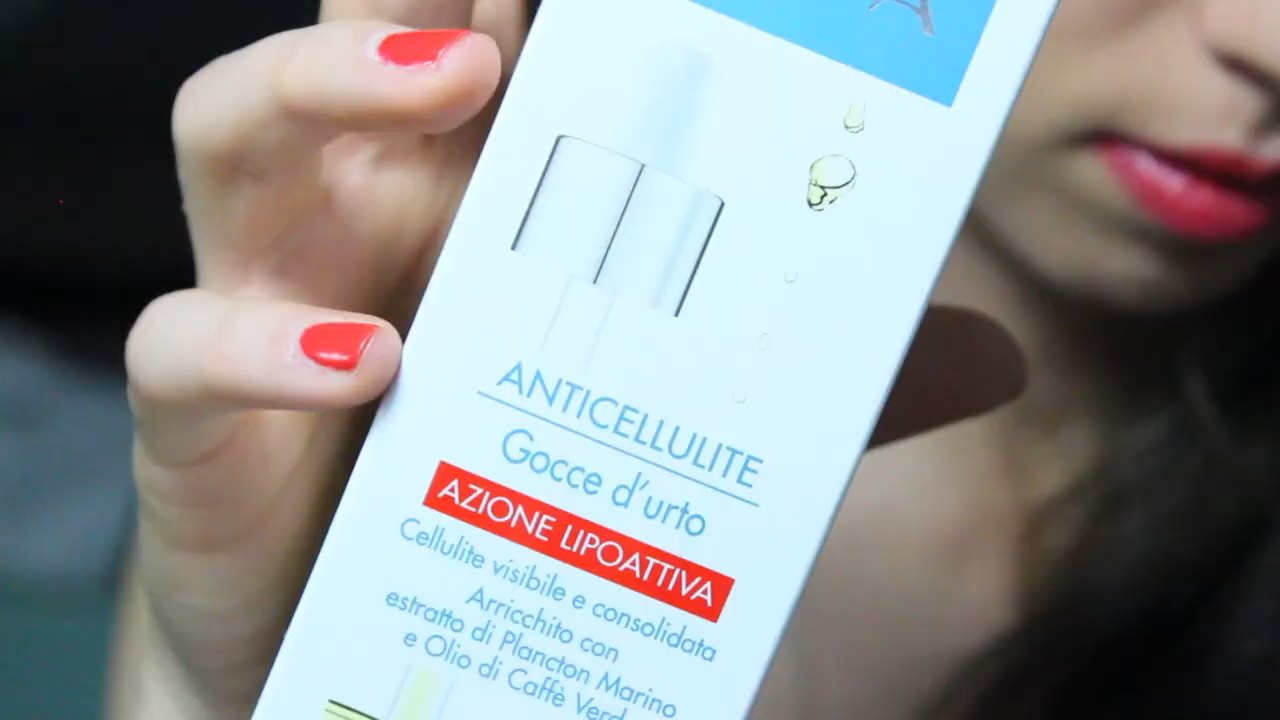 ANTICELLULITE
Gocce d'urto
AZIONE LIPOATTIVA
Cellulite visibile e consolidata
Arricchito con
estratto di Plancton Marino
e Olio di Caffè